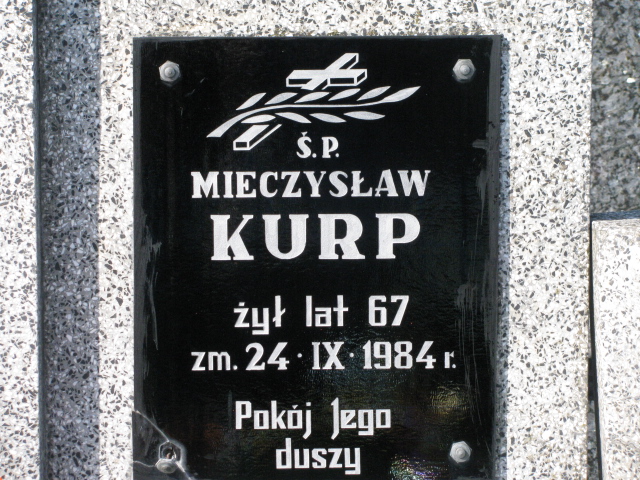 Ś.P.
MIECZYSŁAW
KURP
żył lat 67
zm. 24·IX·1984 r.
Pokój Jego
duszy